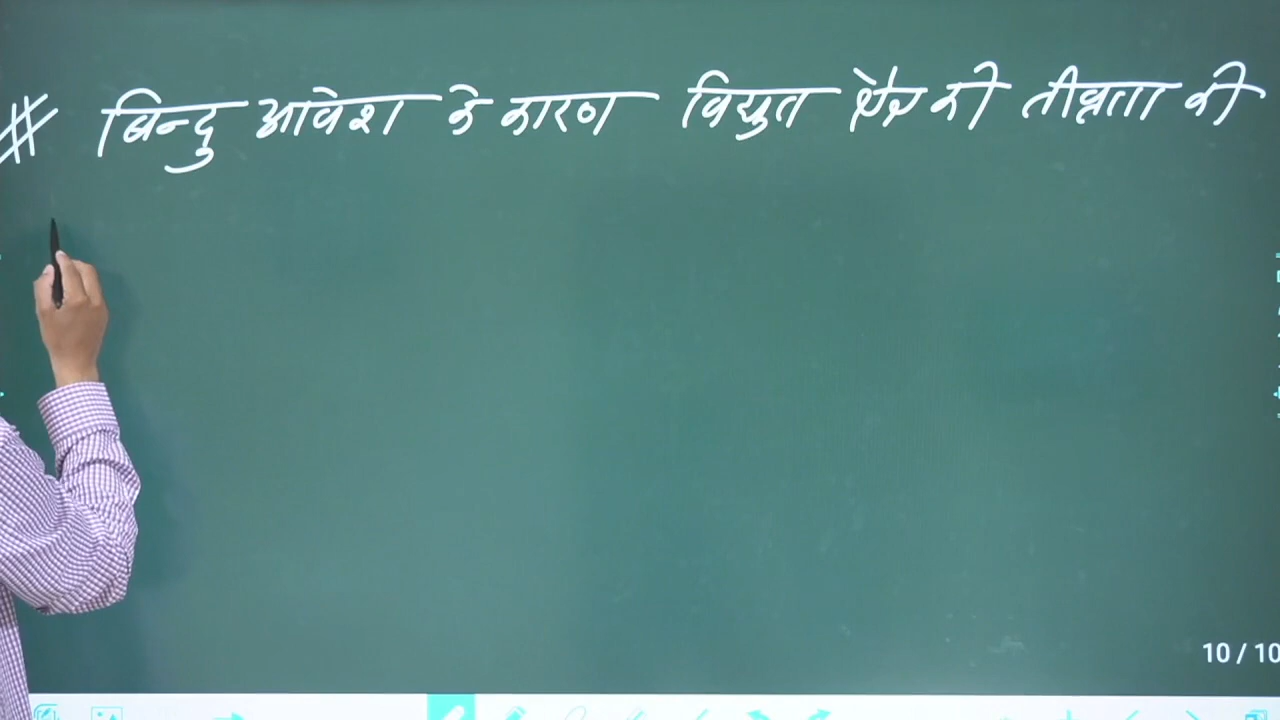 # बिन्दु आवेश के कारण विद्युत क्षेत्र की तीव्रता की
10 / 10